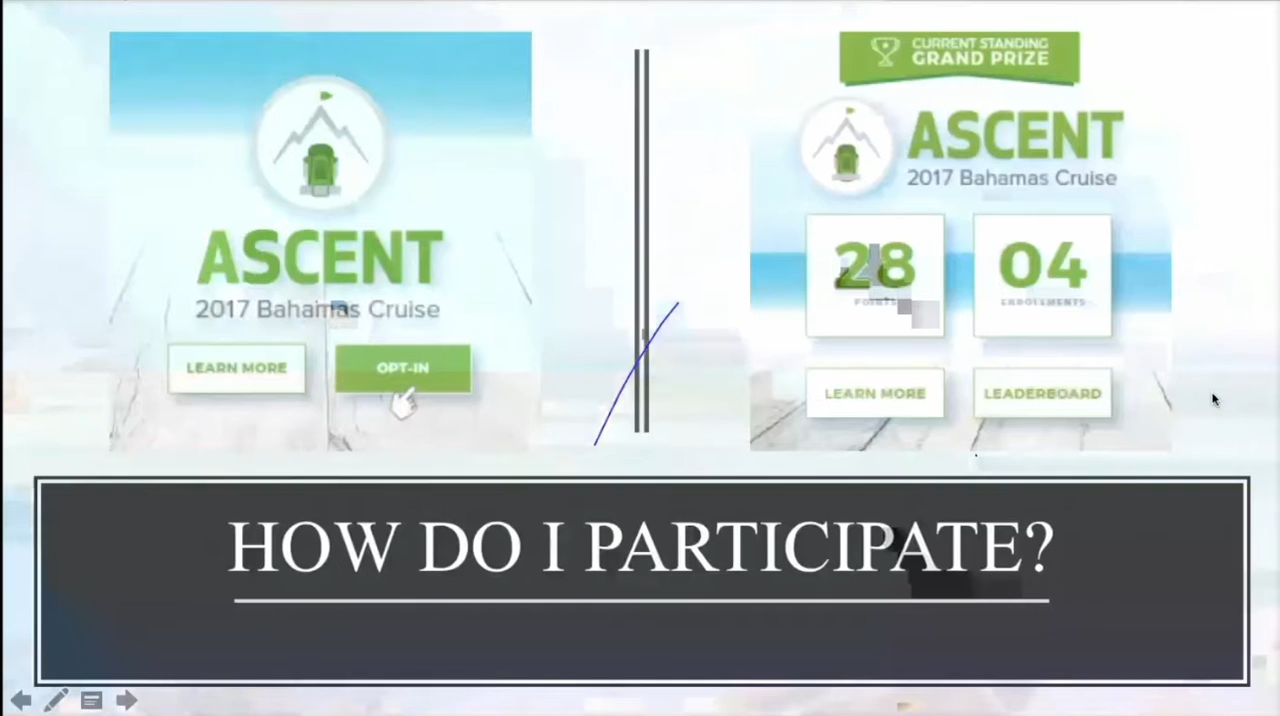 ASCENT
2017 Bahamas Cruise
LEARN MORE
OPT-IN
CURRENT STANDING
GRAND PRIZE
ASCENT
2017 Bahamas Cruise
28
POINTS
04
ENROLLMENTS
LEARN MORE
LEADERBOARD
HOW DO I PARTICIPATE?